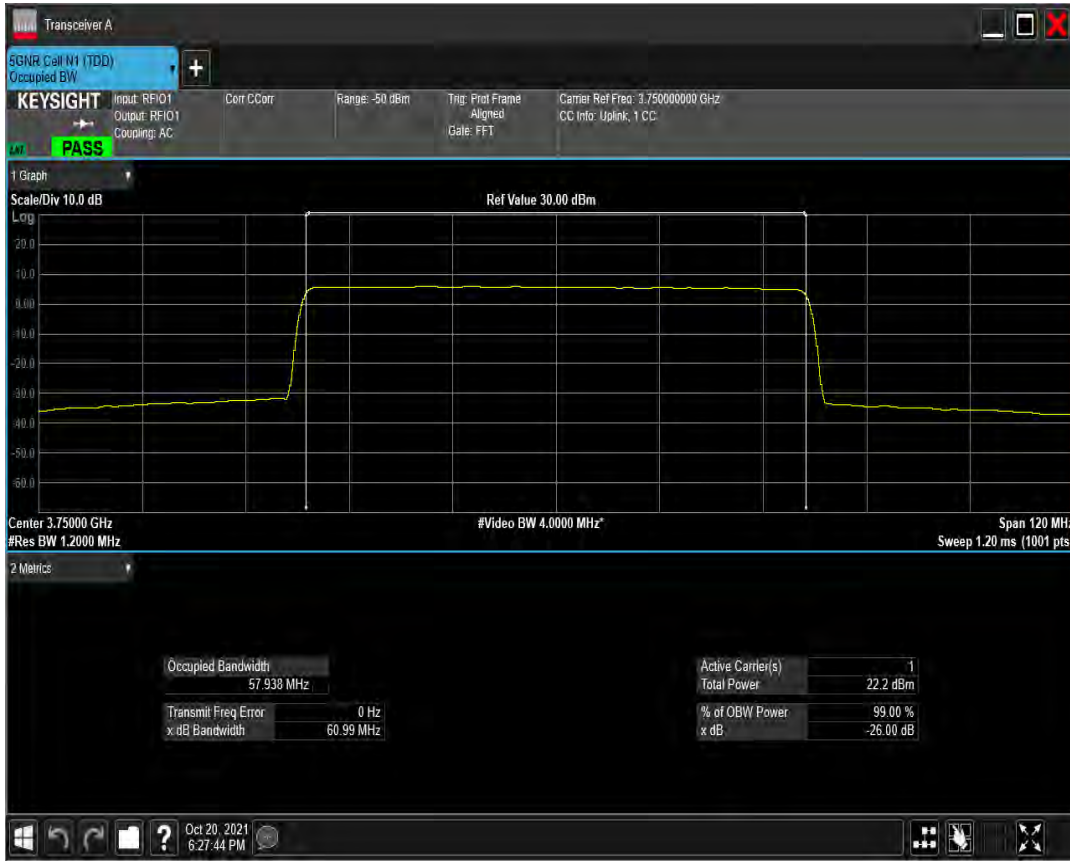 Transceiver A
5GNR Cell N1 (TDD)
Occupied BW
+
KEYSIGHT
Input: RFIO1
Output: RFIO1
Coupling: AC
Corr CCorr
Range: -50 dBm
Trig: Prot Frame
Aligned
Gate: FFT
Carrier Ref Freq: 3.750000000 GHz
CC Info: Uplink, 1 CC
PASS
1 Graph
Scale/Div 10.0 dB
Ref Value 30.00 dBm
Log
20.0
10.0
0.00
-10.0
-20.0
-30.0
-40.0
-50.0
-60.0
Center 3.75000 GHz
#Video BW 4.0000 MHz*
Span 120 MHz
#Res BW 1.2000 MHz
Sweep 1.20 ms (1001 pts
2 Metrics
Occupied Bandwidth
57.938 MHz
Transmit Freq Error 0 Hz
x dB Bandwidth 60.99 MHz
Active Carrier(s) 1
Total Power 22.2 dBm
% of OBW Power 99.00 %
x dB -26.00 dB
?
Oct 20, 2021
6:27:44 PM